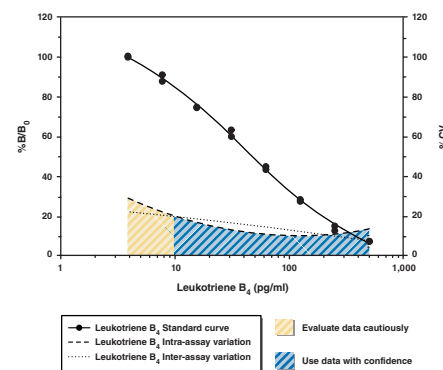 120
100
80
60
40
20
0
%B/B₀
120
100
80
60
40
20
0
% CV
1
10
100
1,000
Leukotriene B₄ (pg/ml)
Leukotriene B₄ Standard curve
Leukotriene B₄ Intra-assay variation
Leukotriene B₄ Inter-assay variation
Evaluate data cautiously
Use data with confidence